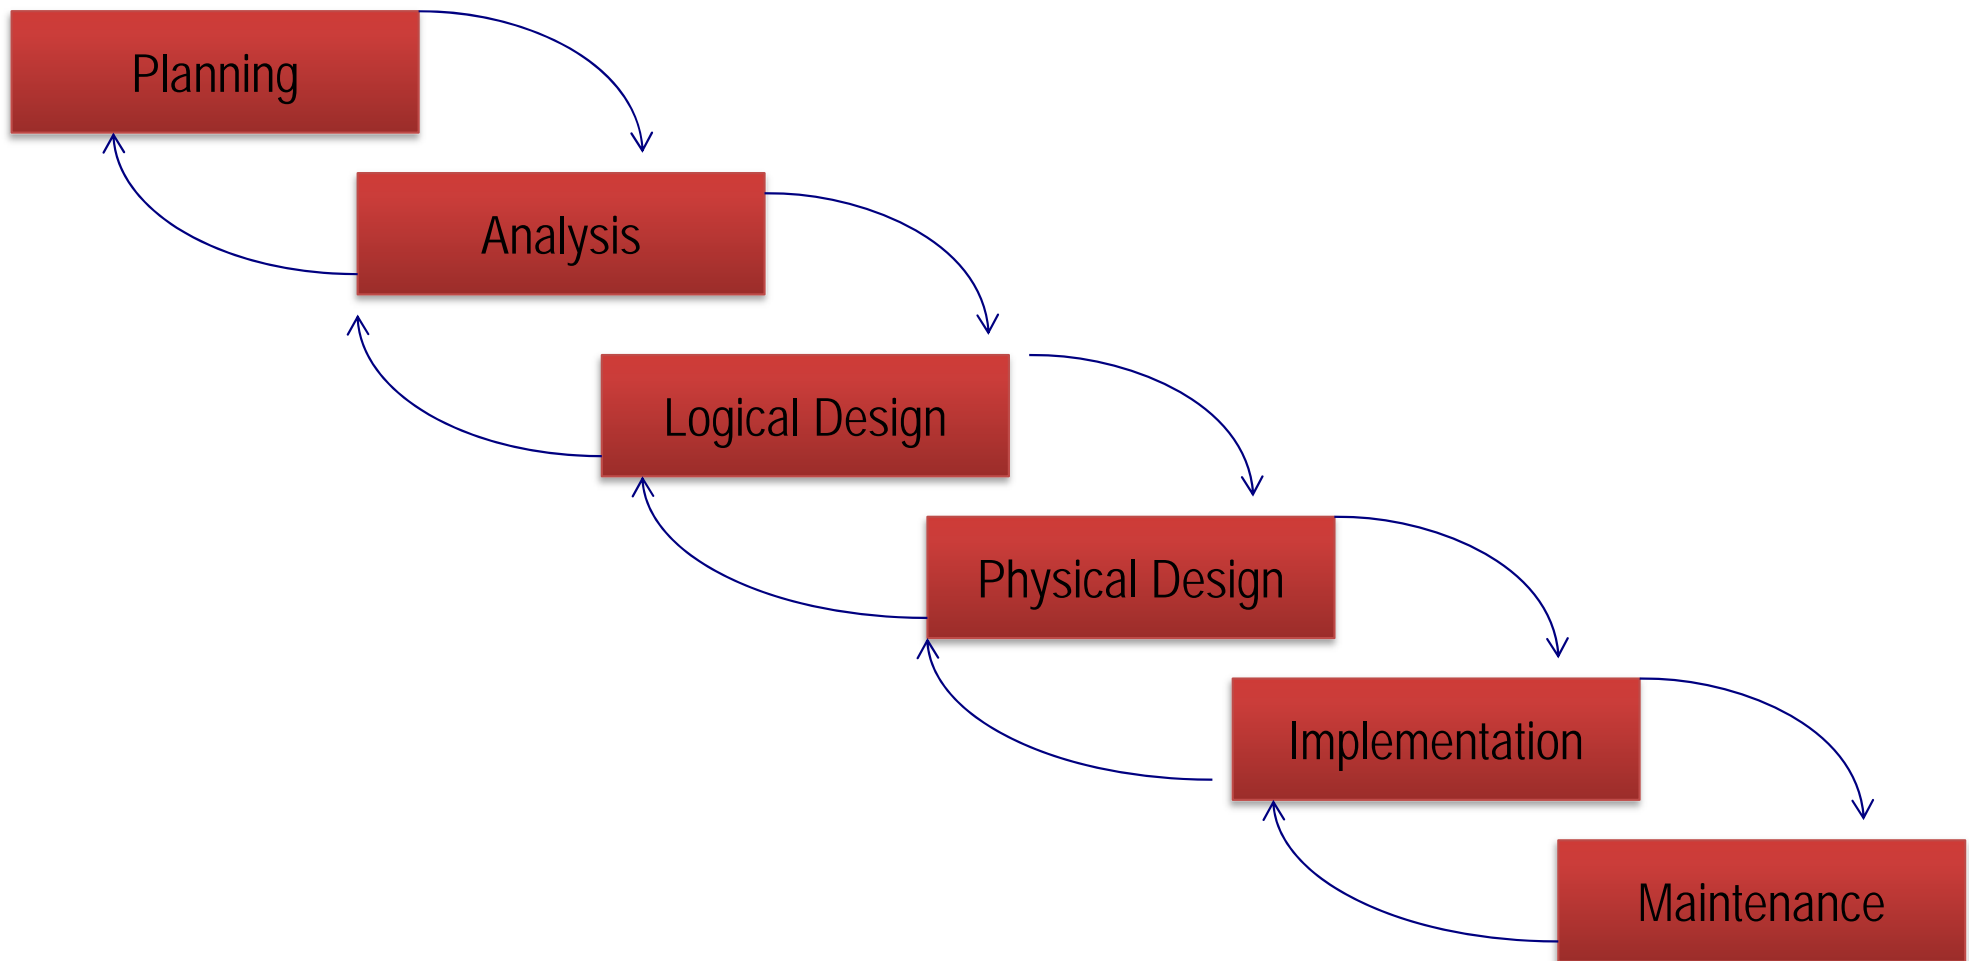 Planning
Analysis
Logical Design
Physical Design
Implementation
Maintenance